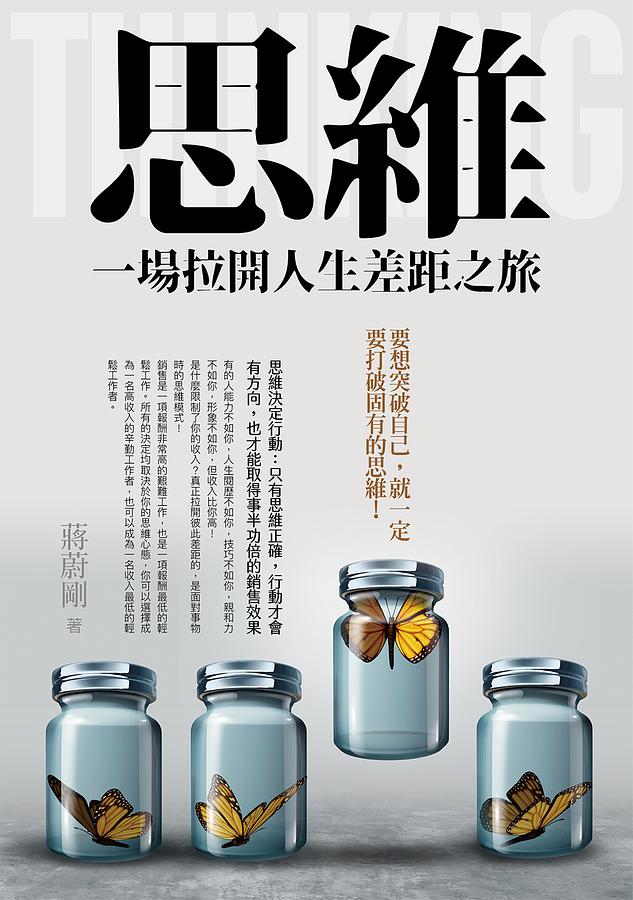 THINKING
思維
一場拉開人生差距之旅
要想突破自己，就一定
要打破固有的思維！
思維決定行動：只有思維正確，行動才會
有方向，也才能取得事半功倍的銷售效果
有的人能力不如你，人生閱歷不如你，技巧不如你，親和力
不如你，形象不如你，但收入比你高！
是什麼限制了你的收入？真正拉開彼此差距的，是面對事物
時的思維模式！
銷售是一項報酬非常高的艱難工作，也是一項報酬最低的輕
鬆工作。所有的決定均取決於你的思維心態，你可以選擇成
為一名高收入的辛勤工作者，也可以成為一名收入最低的輕
鬆工作者。
蔣蔚剛 著